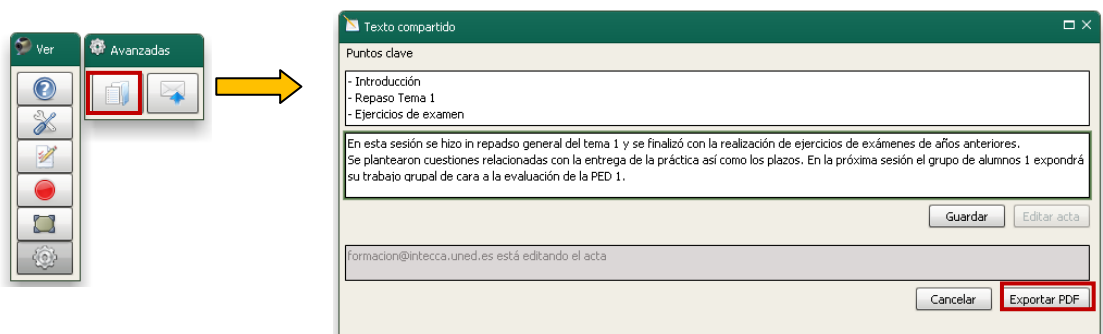 Ver
Avanzadas
Texto compartido
Puntos clave
- Introducción
- Repaso Tema 1
- Ejercicios de examen
En esta sesión se hizo in repadso general del tema 1 y se finalizó con la realización de ejercicios de exámenes de años anteriores.
Se plantearon cuestiones relacionadas con la entrega de la práctica así como los plazos. En la próxima sesión el grupo de alumnos 1 expondrá
su trabajo grupal de cara a la evaluación de la PED 1.
Guardar
Editar acta
formacion@intecca.uned.es está editando el acta
Cancelar
Exportar PDF